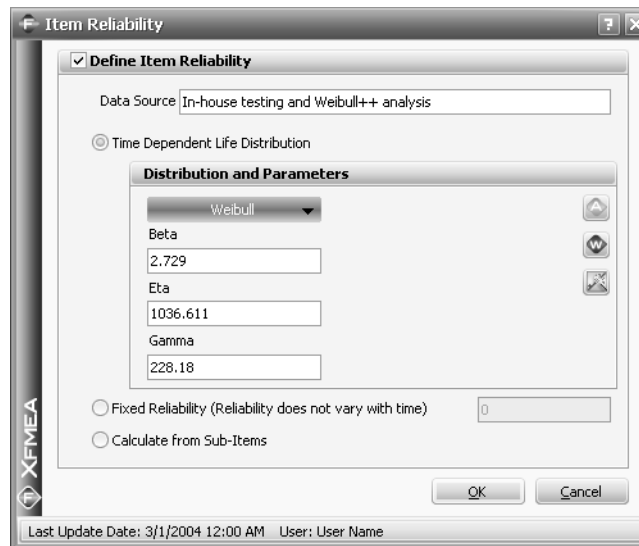 F Item Reliability ? X
Define Item Reliability
Data Source In-house testing and Weibull++ analysis
Time Dependent Life Distribution
Distribution and Parameters
Weibull
A
Beta
W
2.729
Eta
1036.611
Gamma
228.18
Fixed Reliability (Reliability does not vary with time) 0
Calculate from Sub-Items
F XFMEA
OK Cancel
Last Update Date: 3/1/2004 12:00 AM User: User Name